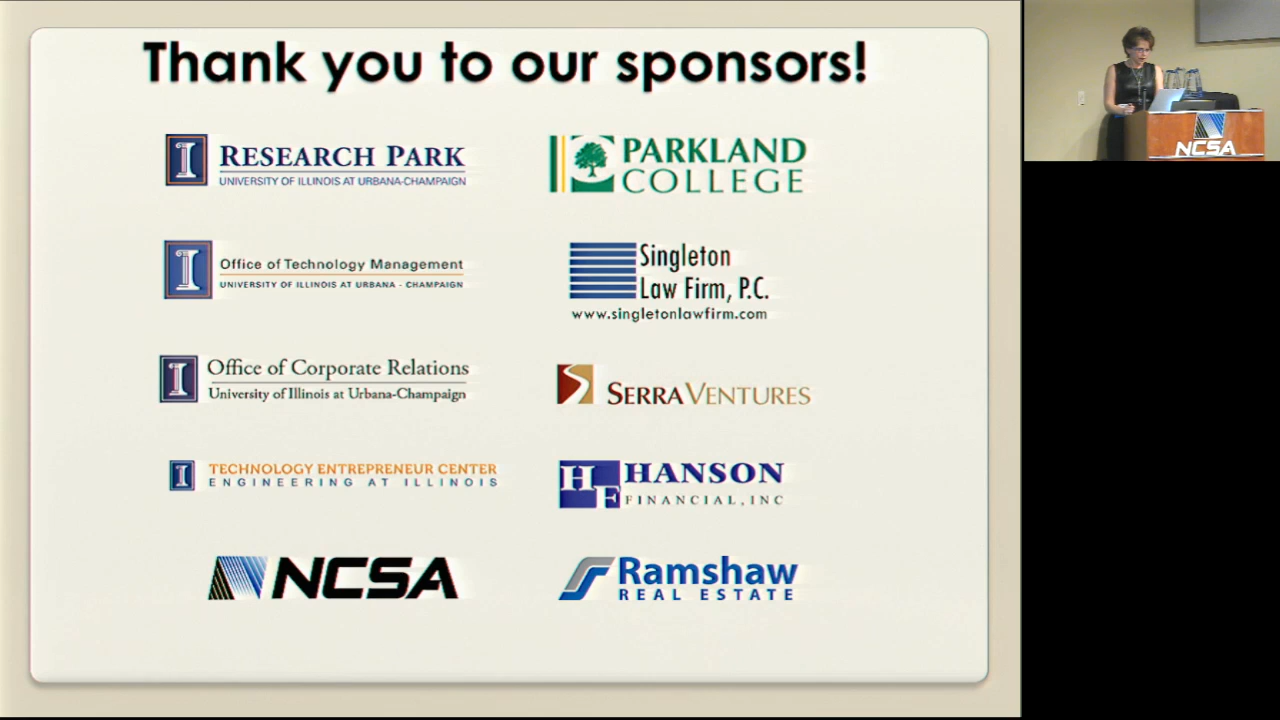 Thank you to our sponsors!
RESEARCH PARK
UNIVERSITY OF ILLINOIS AT URBANA-CHAMPAIGN
PARKLAND
COLLEGE
Office of Technology Management
UNIVERSITY OF ILLINOIS AT URBANA - CHAMPAIGN
Singleton
Law Firm, P.C.
www.singletonlawfirm.com
Office of Corporate Relations
University of Illinois at Urbana-Champaign
SERRAVENTURES
TECHNOLOGY ENTREPRENEUR CENTER
ENGINEERING AT ILLINOIS
HF
HANSON
FINANCIAL, INC
NCSA
Ramshaw
REAL ESTATE
NCSA